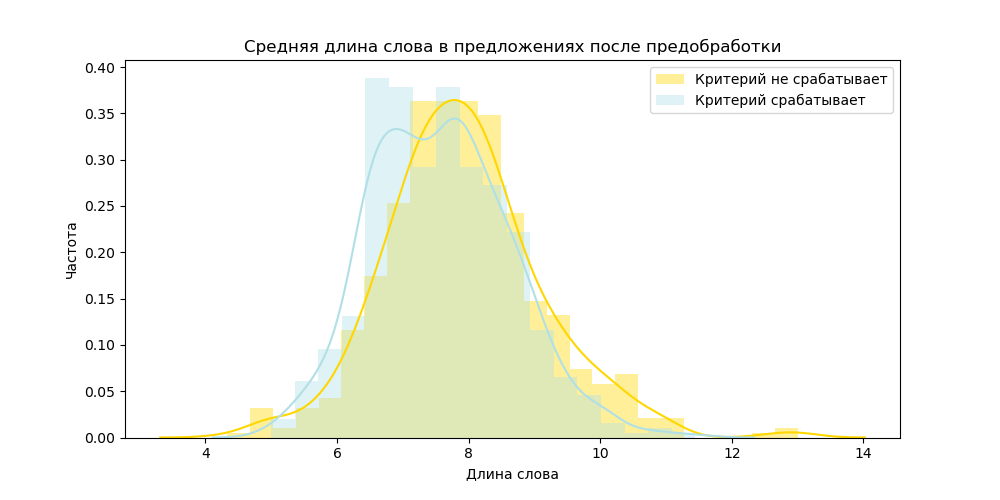 Средняя длина слова в предложениях после предобработки
Критерий не срабатывает
Критерий срабатывает
Частота
0.40
0.35
0.30
0.25
0.20
0.15
0.10
0.05
0.00
4 6 8 10 12 14
Длина слова